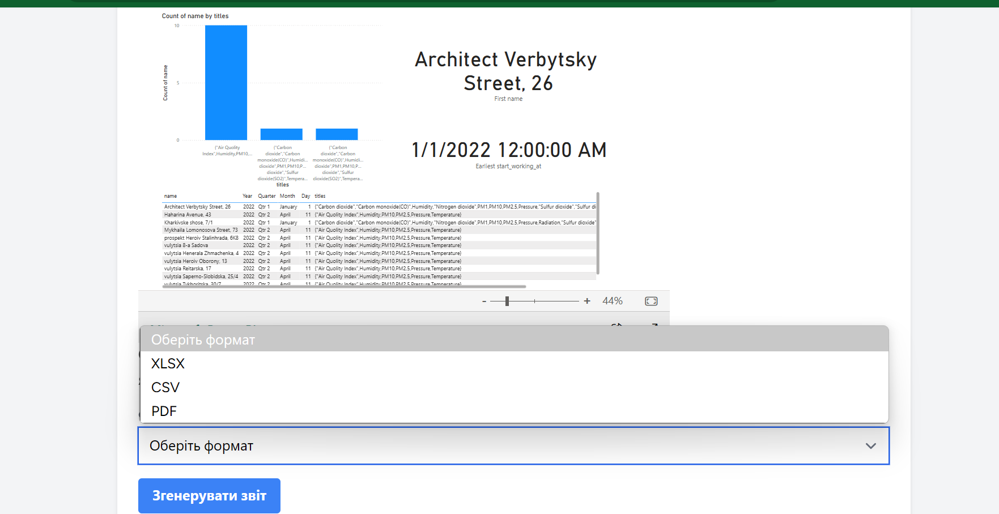 Count of name by titles
10
5
0
Count of name
{"Air Quality
Index",Humidity,PM10,...
{"Carbon
dioxide","Carbon
monoxide(CO)",Humidi...
dioxide",PM1,PM10,P...
dioxide","Sulfur
dioxide(SO2)",Tempera...
{"Carbon
dioxide","Carbon
monoxide(CO)",Humidi...
dioxide",PM1,PM10,P...
dioxide","Sulfur
dioxide(SO2)",Tempera...
titles
Architect Verbytsky
Street, 26
First name
1/1/2022 12:00:00 AM
Earliest start_working_at
name Year Quarter Month Day titles
Architect Verbytsky Street, 26 2022 Qtr 1 January 1 {"Carbon dioxide","Carbon monoxide(CO)",Humidity,"Nitrogen dioxide",PM1,PM10,PM2.5,Pressure,"Sulfur dioxide","Sulfur di
Haharina Avenue, 43 2022 Qtr 2 April 11 {"Air Quolity Index",Humidity,PM10,PM2.5,Pressure,Temperature}
Kharkivske shose, 7/1 2022 Qtr 1 January 1 {"Carbon dioxide","Carbon monoxide(CO)",Humidity,"Nitrogen dioxide",PM1,PM10,PM2.5,Pressure,Radiation,"Sulfur dioxide"
Mykhaila Lomonosova Street, 73 2022 Qtr 2 April 11 {"Air Quolity Index",Humidity,PM10,PM2.5,Pressure,Temperature}
prospekt Heroiv Stalinhrada, 6K8 2022 Qtr 2 April 11 {"Air Quolity Index",Humidity,PM10,PM2.5,Pressure,Temperature}
vulytsia 8-a Sadova 2022 Qtr 2 April 11 {"Air Quolity Index",Humidity,PM10,PM2.5,Pressure,Temperature}
vulytsia Henerala Zhmachenka, 4 2022 Qtr 2 April 11 {"Air Quolity Index",Humidity,PM10,PM2.5,Pressure,Temperature}
vulytsia Heroiv Oborony, 13 2022 Qtr 2 April 11 {"Air Quolity Index",Humidity,PM10,PM2.5,Pressure,Temperature}
vulytsia Reitarska, 17 2022 Qtr 2 April 11 {"Air Quolity Index",Humidity,PM10,PM2.5,Pressure,Temperature}
vulytsia Saperno-Slobidska, 25/4 2022 Qtr 2 April 11 {"Air Quolity Index",Humidity,PM10,PM2.5,Pressure,Temperature}
vulytsia Tykhoritska, 30/7 2022 Qtr 2 April 11 {"Air Quolity Index",Humidity,PM10,PM2.5,Pressure,Temperature}
- + 44%
Оберіть формат
XLSX
CSV
PDF
Оберіть формат
Згенерувати звіт